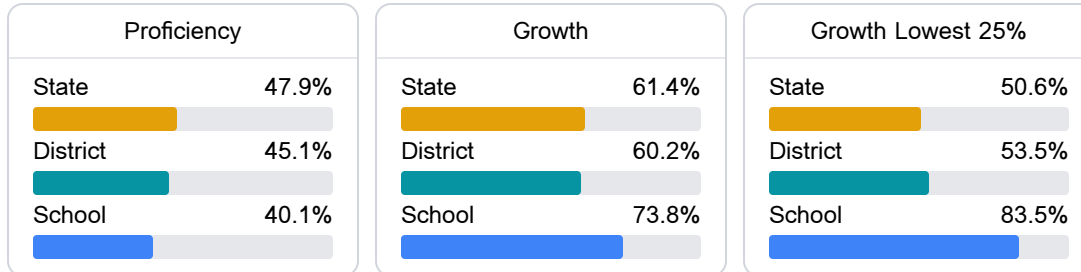 Proficiency
State 47.9%
District 45.1%
School 40.1%
Growth
State 61.4%
District 60.2%
School 73.8%
Growth Lowest 25%
State 50.6%
District 53.5%
School 83.5%